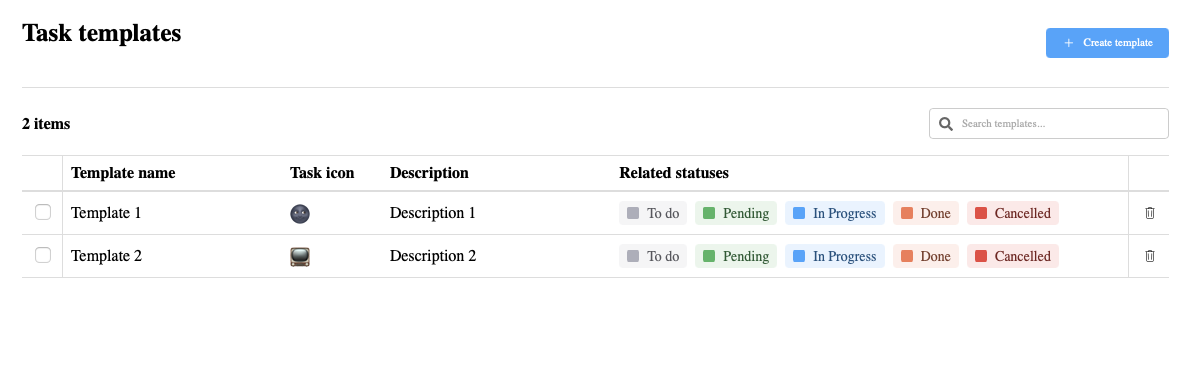 Task templates
Create template
2 items
Search templates...
Template name Task icon Description Related statuses
Template 1 Description 1 To do Pending In Progress Done Cancelled
Template 2 Description 2 To do Pending In Progress Done Cancelled